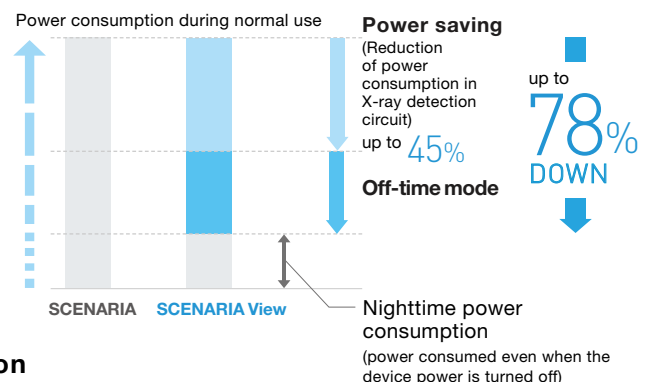 Power consumption during normal use
Power saving
(Reduction
of power
consumption in
X-ray detection
circuit)
up to 45%
Off-time mode
up to
78%
DOWN
SCENARIA
SCENARIA View
Nighttime power
consumption
(power consumed even when the
device power is turned off)
on